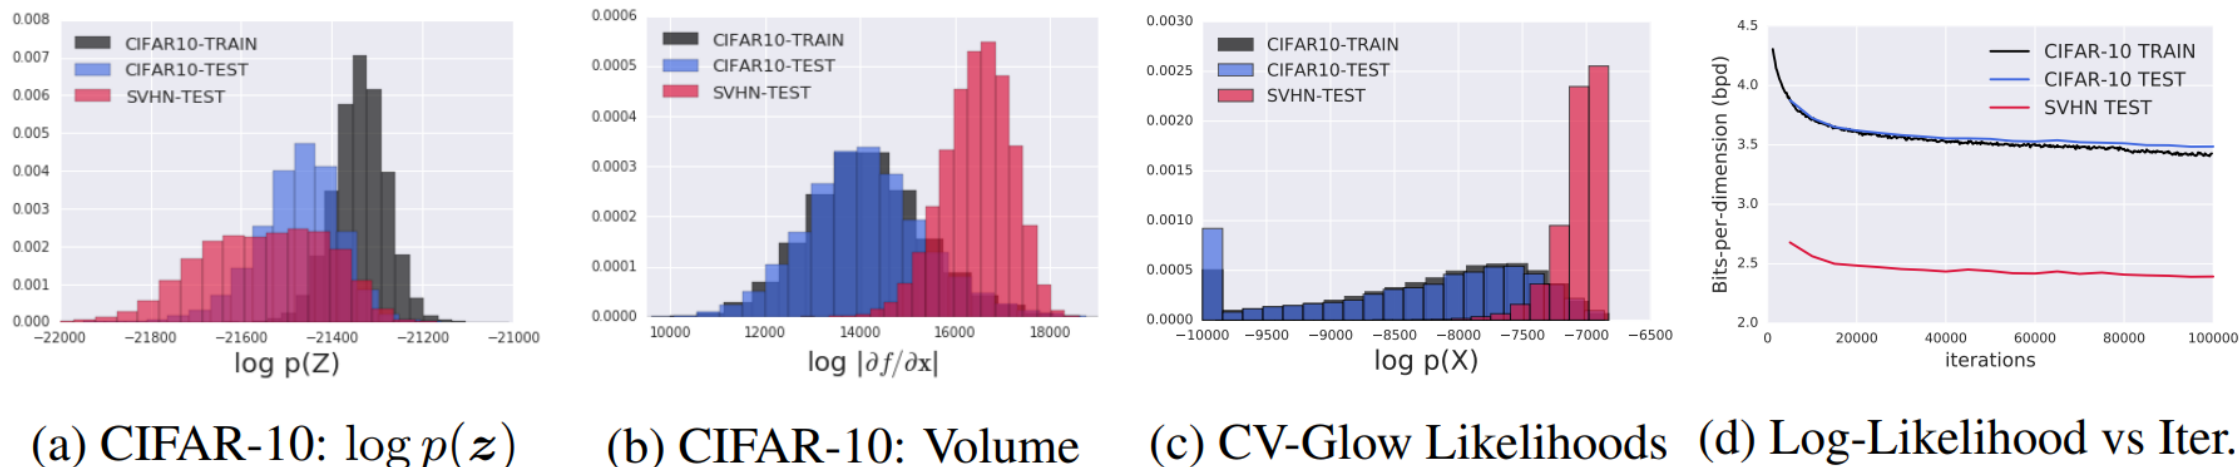 0.008
0.007
0.006
0.005
0.004
0.003
0.002
0.001
0.000
CIFAR10-TRAIN
CIFAR10-TEST
SVHN-TEST
−22000 −21800 −21600 −21400 −21200 −21000
log p(Z)
(a) CIFAR-10: log p(z)
0.0006
0.0005
0.0004
0.0003
0.0002
0.0001
0.0000
CIFAR10-TRAIN
CIFAR10-TEST
SVHN-TEST
10000 12000 14000 16000 18000
log |∂f/∂x|
(b) CIFAR-10: Volume
0.0030
0.0025
0.0020
0.0015
0.0010
0.0005
0.0000
CIFAR10-TRAIN
CIFAR10-TEST
SVHN-TEST
−10000 −9500 −9000 −8500 −8000 −7500 −7000 −6500
log p(X)
(c) CV-Glow Likelihoods
4.5
4.0
3.5
3.0
2.5
2.0
Bits-per-dimension (bpd)
CIFAR-10 TRAIN
CIFAR-10 TEST
SVHN TEST
0 20000 40000 60000 80000 100000
iterations
(d) Log-Likelihood vs Iter.